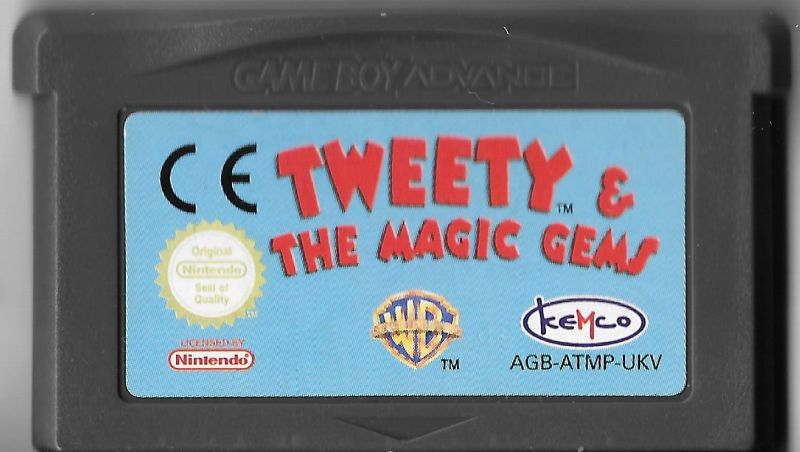 GAME BOY ADVANCE
CE
TWEETY™ &
THE MAGIC GEMS
Original
Nintendo
Seal of
Quality
TM
LICENSED BY
Nintendo®
WB
TM
KEMCO
AGB-ATMP-UKV